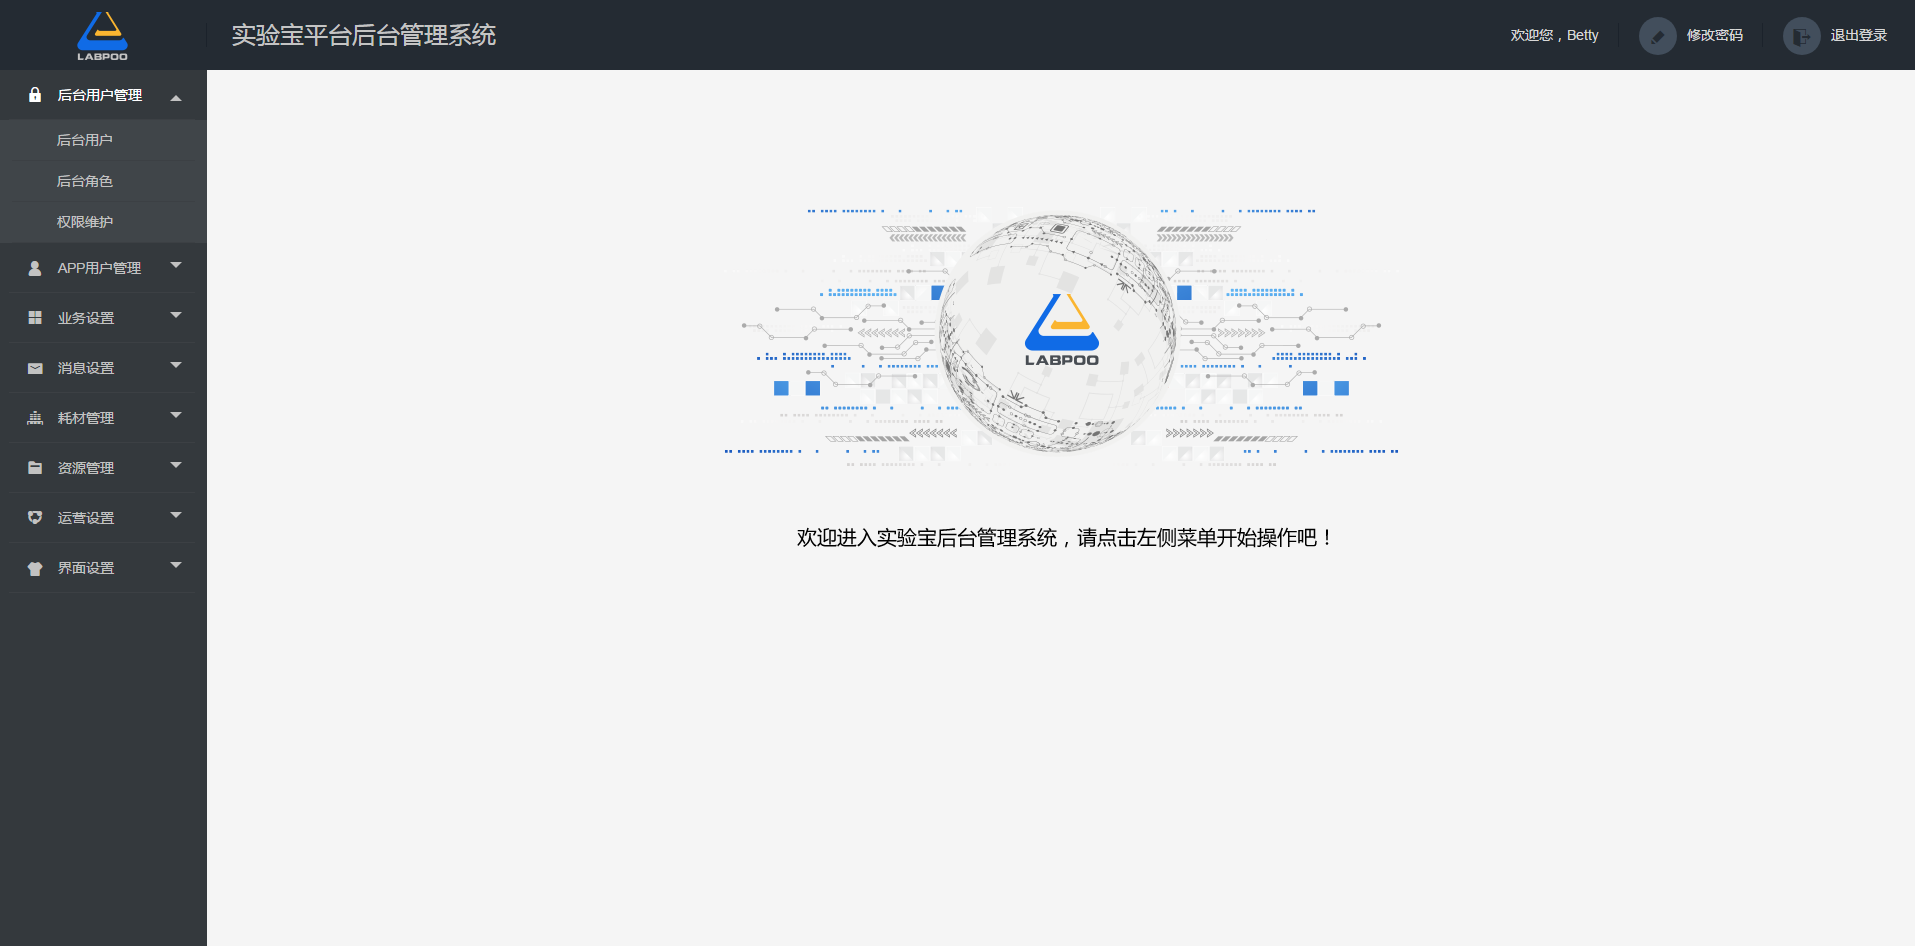 LABPOO
实验宝平台后台管理系统
欢迎您，Betty
修改密码
退出登录
后台用户管理
后台用户
后台角色
权限维护
APP用户管理
业务设置
消息设置
耗材管理
资源管理
运营设置
界面设置
LABPOO
欢迎进入实验宝后台管理系统，请点击左侧菜单开始操作吧！